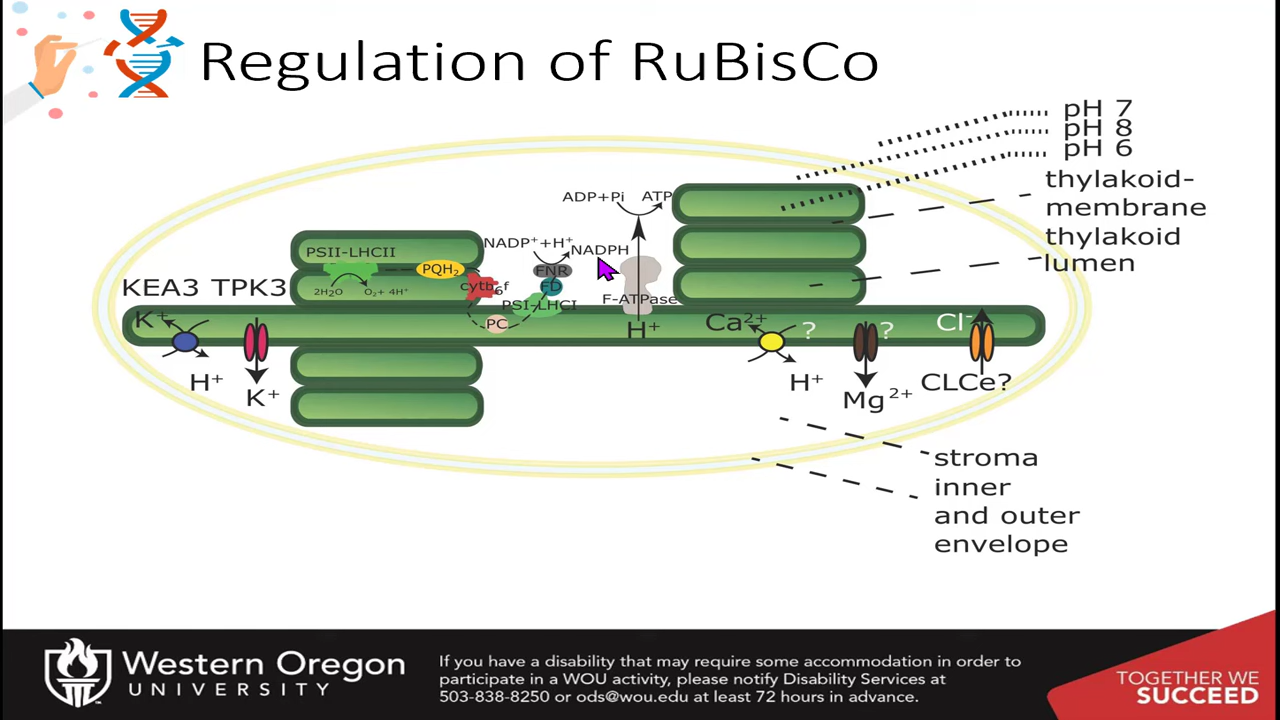 Regulation of RuBisCo
pH 7
pH 8
pH 6
thylakoid-
membrane
thylakoid
lumen
ADP+Pi
ATP
NADP⁺+H⁺
NADPH
PSII-LHCII
PQH₂
FNR
2H₂O
O₂+ 4H⁺
cytb₆f
FD
PSI-LHCI
F-ATPase
PC
H⁺
KEA3 TPK3
K⁺
H⁺
K⁺
Ca²⁺
?
?
Cl⁻
H⁺
Mg²⁺
CLCe?
stroma
inner
and outer
envelope
Western Oregon
UNIVERSITY
If you have a disability that may require some accommodation in order to
participate in a WOU activity, please notify Disability Services at
503-838-8250 or ods@wou.edu at least 72 hours in advance.
TOGETHER WE
SUCCEED